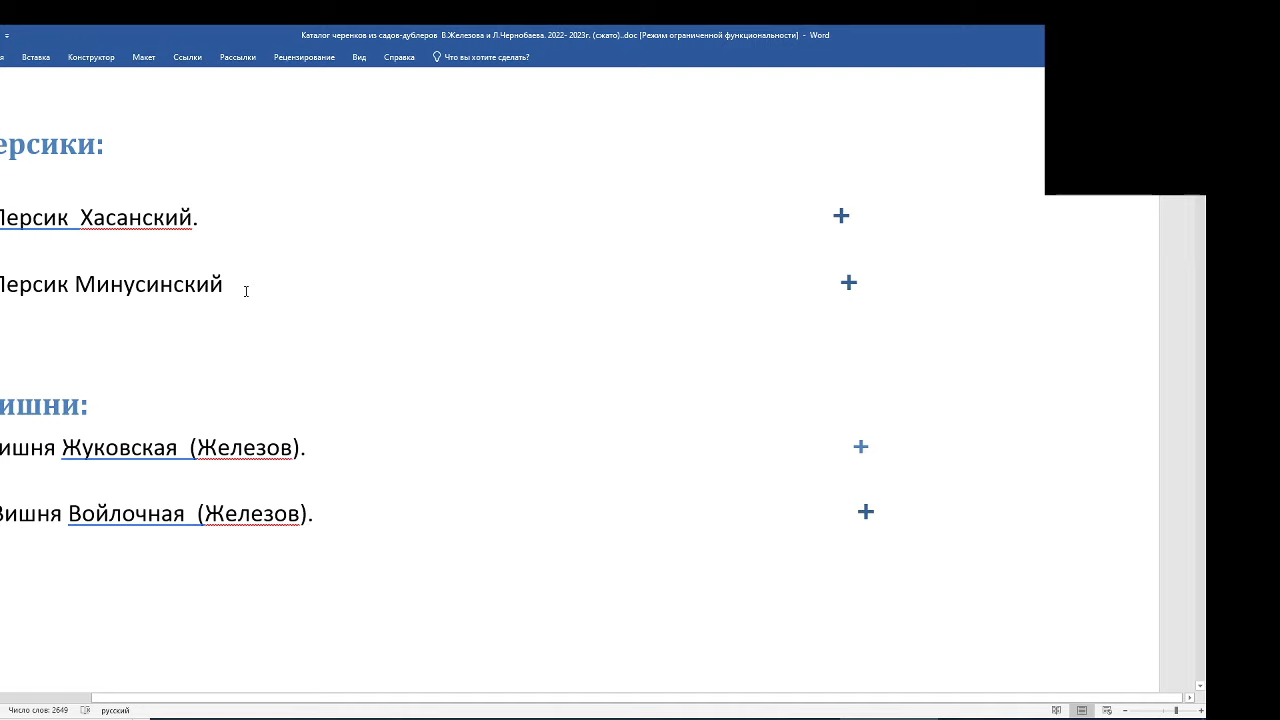 Каталог черенков из садов-дублеров В.Железова и Л.Чернобаева. 2022- 2023г. (сжато)..doc [Режим ограниченной функциональности] - Word
я Вставка Конструктор Макет Ссылки Рассылки Рецензирование Вид Справка Что вы хотите сделать?
ерсики:
Персик Хасанский. +
Персик Минусинский +
ишни:
ишня Жуковская (Железов). +
Вишня Войлочная (Железов). +
Число слов: 2649 русский